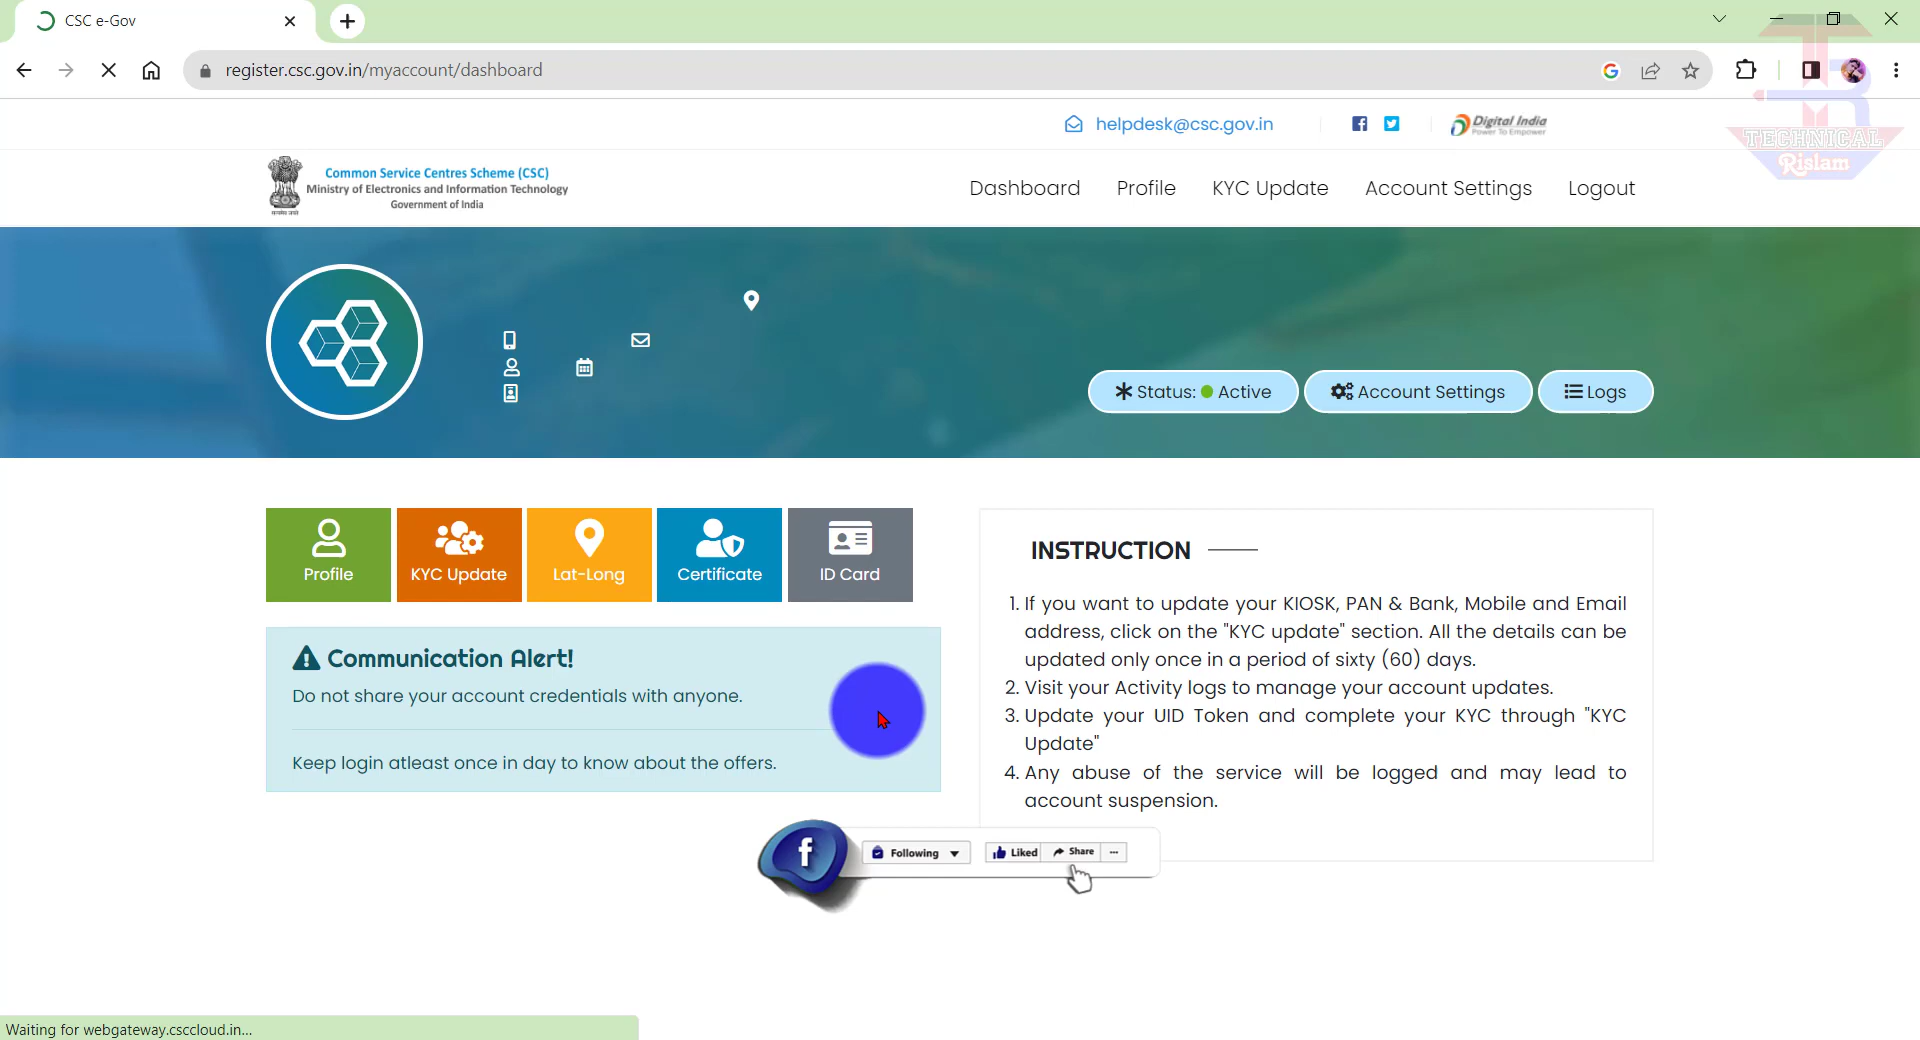 CSC e-Gov
register.csc.gov.in/myaccount/dashboard
helpdesk@csc.gov.in
Digital India
Power To Empower
TECHNICAL
Rislam
Common Service Centres Scheme (CSC)
Ministry of Electronics and Information Technology
Government of India
सत्यमेव जयते
Dashboard Profile KYC Update Account Settings Logout
Status: Active Account Settings Logs
Profile KYC Update Lat-Long Certificate ID Card
Communication Alert!
Do not share your account credentials with anyone.
Keep login atleast once in day to know about the offers.
INSTRUCTION
1. If you want to update your KIOSK, PAN & Bank, Mobile and Email
address, click on the "KYC update" section. All the details can be
updated only once in a period of sixty (60) days.
2. Visit your Activity logs to manage your account updates.
3. Update your UID Token and complete your KYC through "KYC
Update"
4. Any abuse of the service will be logged and may lead to
account suspension.
f Following Liked Share
Waiting for webgateway.csccloud.in...